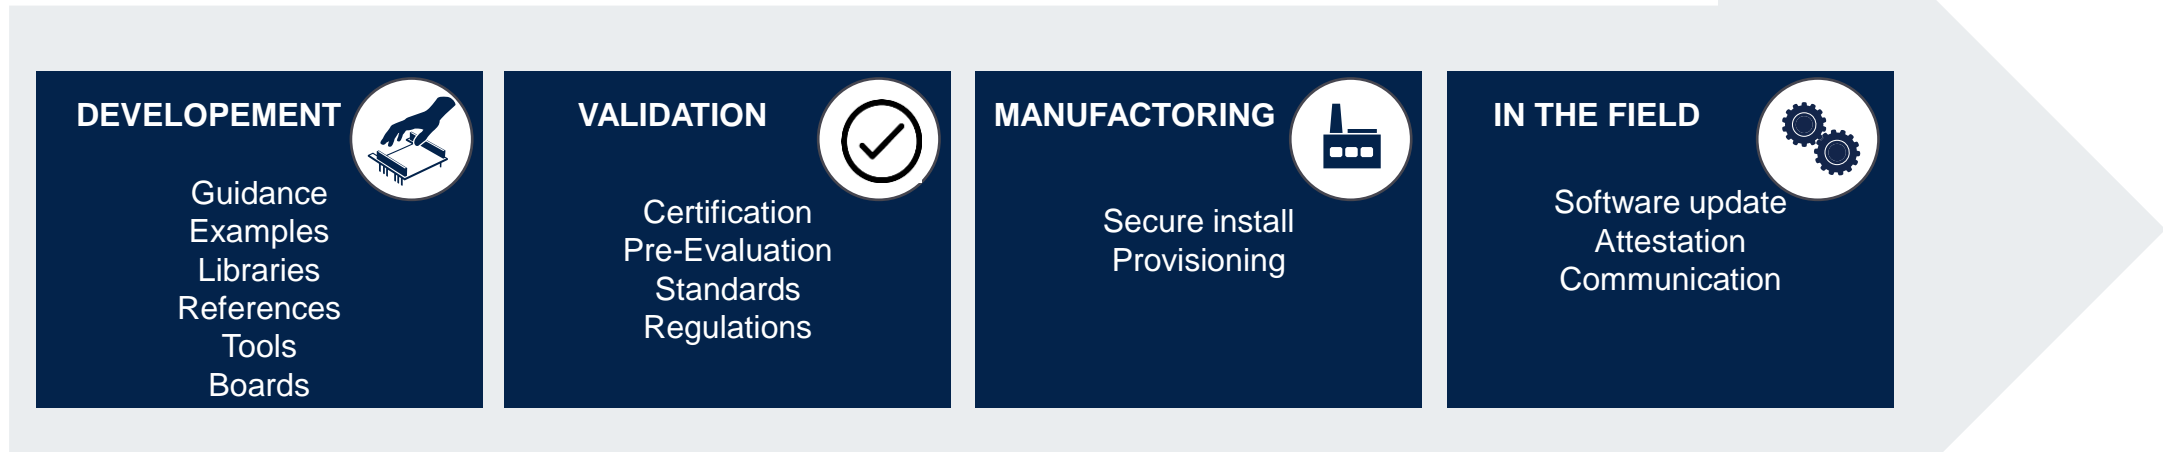 DEVELOPEMENT
Guidance
Examples
Libraries
References
Tools
Boards
VALIDATION
Certification
Pre-Evaluation
Standards
Regulations
MANUFACTORING
Secure install
Provisioning
IN THE FIELD
Software update
Attestation
Communication